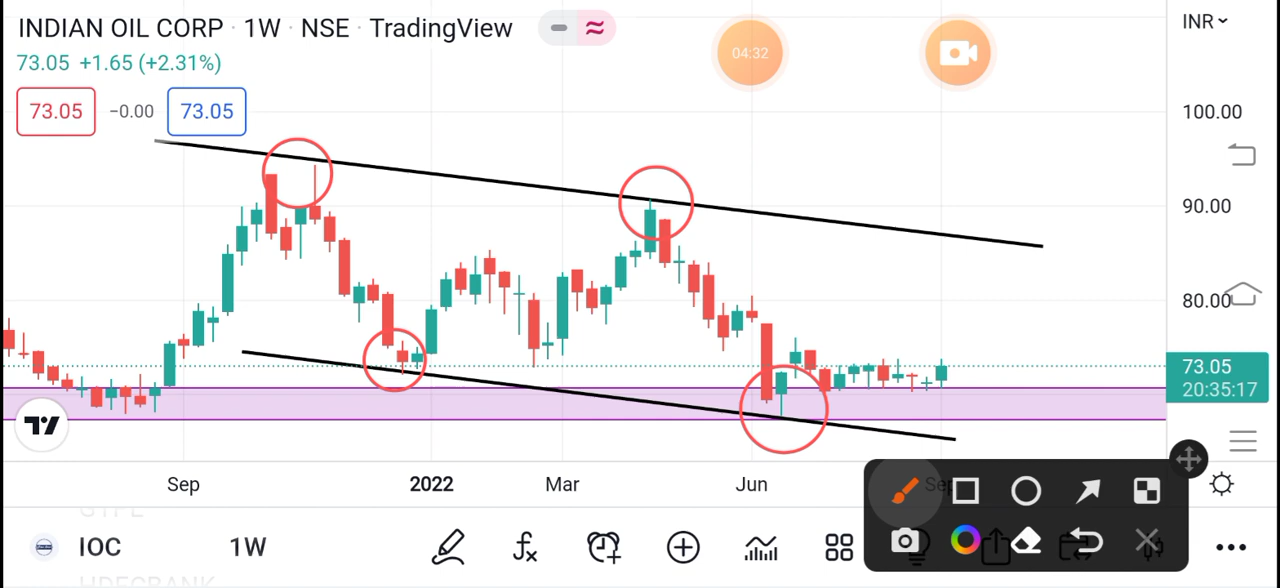 INDIAN OIL CORP · 1W · NSE · TradingView
INR
73.05 +1.65 (+2.31%)
04:32
73.05 −0.00 73.05
100.00
90.00
80.00
73.05
20:35:17
Sep 2022 Mar Jun Sep
IOC 1W
HDFCBANK